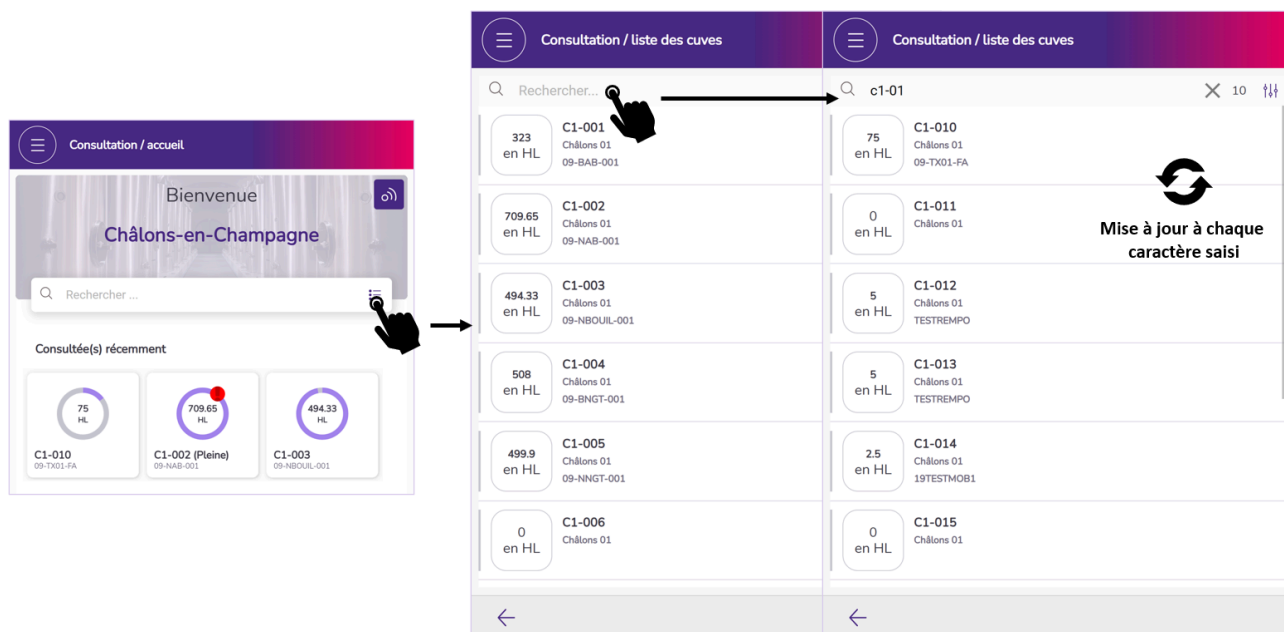 Consultation / accueil
Bienvenue
Châlons-en-Champagne
Rechercher ...
Consultée(s) récemment
75
HL
C1-010
09-TX01-FA
709.65
HL
C1-002 (Pleine)
09-NAB-001
494.33
HL
C1-003
09-NBOUIL-001
Consultation / liste des cuves
Rechercher...
323
en HL
C1-001
Châlons 01
09-BAB-001
709.65
en HL
C1-002
Châlons 01
09-NAB-001
494.33
en HL
C1-003
Châlons 01
09-NBOUIL-001
508
en HL
C1-004
Châlons 01
09-BNGT-001
499.9
en HL
C1-005
Châlons 01
09-NNGT-001
0
en HL
C1-006
Châlons 01
Consultation / liste des cuves
c1-01
10
75
en HL
C1-010
Châlons 01
09-TX01-FA
0
en HL
C1-011
Châlons 01
5
en HL
C1-012
Châlons 01
TESTREMPO
5
en HL
C1-013
Châlons 01
TESTREMPO
2.5
en HL
C1-014
Châlons 01
19TESTMOB1
0
en HL
C1-015
Châlons 01
Mise à jour à chaque
caractère saisi